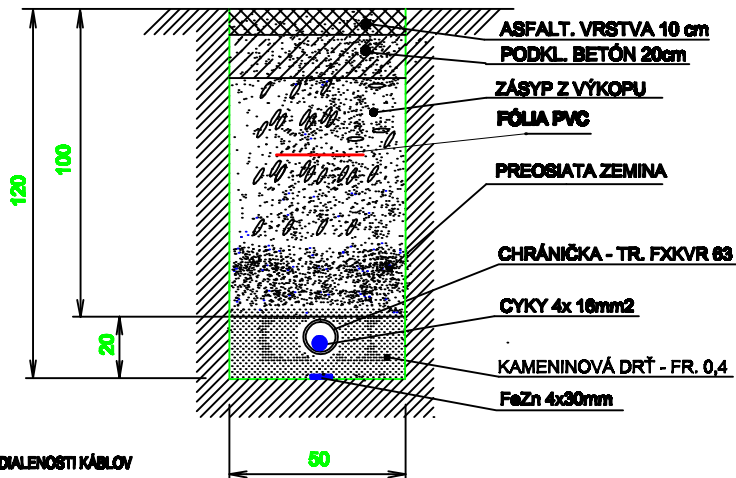 ASFALT. VRSTVA 10 cm
PODKL. BETÓN 20cm
ZÁSYP Z VÝKOPU
FÓLIA PVC
PREOSIATA ZEMINA
CHRÁNIČKA - TR. FXKVR 63
CYKY 4x 16mm2
KAMENINOVÁ DRŤ - FR. 0,4
FeZn 4x30mm
120
100
20
50
DIALENOSTI KÁBLOV